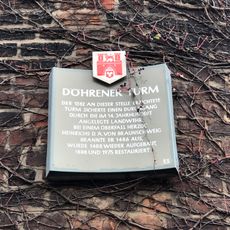 DÖHRENER TURM
DER 1382 AN DIESER STELLE ERRICHTETE
TURM SICHERTE EINEN DURCHGANG
DURCH DIE IM 14. JAHRHUNDERT
ANGELEGTE LANDWEHR.
BEI EINEM ÜBERFALL HERZOG
HEINRICHS D. Ä. VON BRAUNSCHWEIG
BRANNTE ER 1486 AUS,
WURDE 1488 WIEDER AUFGEBAUT,
1888 UND 1975 RESTAURIERT.